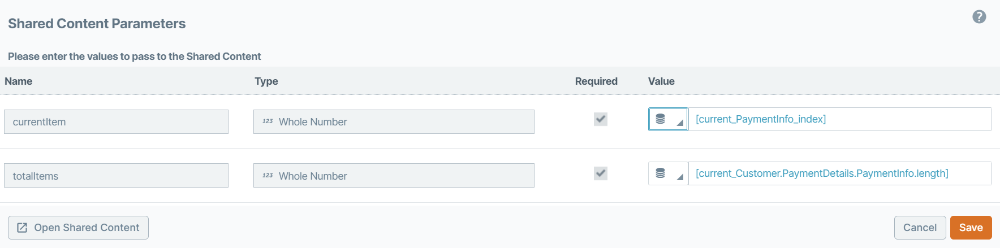 Shared Content Parameters
?
Please enter the values to pass to the Shared Content
Name Type Required Value
currentItem 123 Whole Number [current_PaymentInfo_index]
totalItems 123 Whole Number [current_Customer.PaymentDetails.PaymentInfo.length]
Open Shared Content Cancel Save